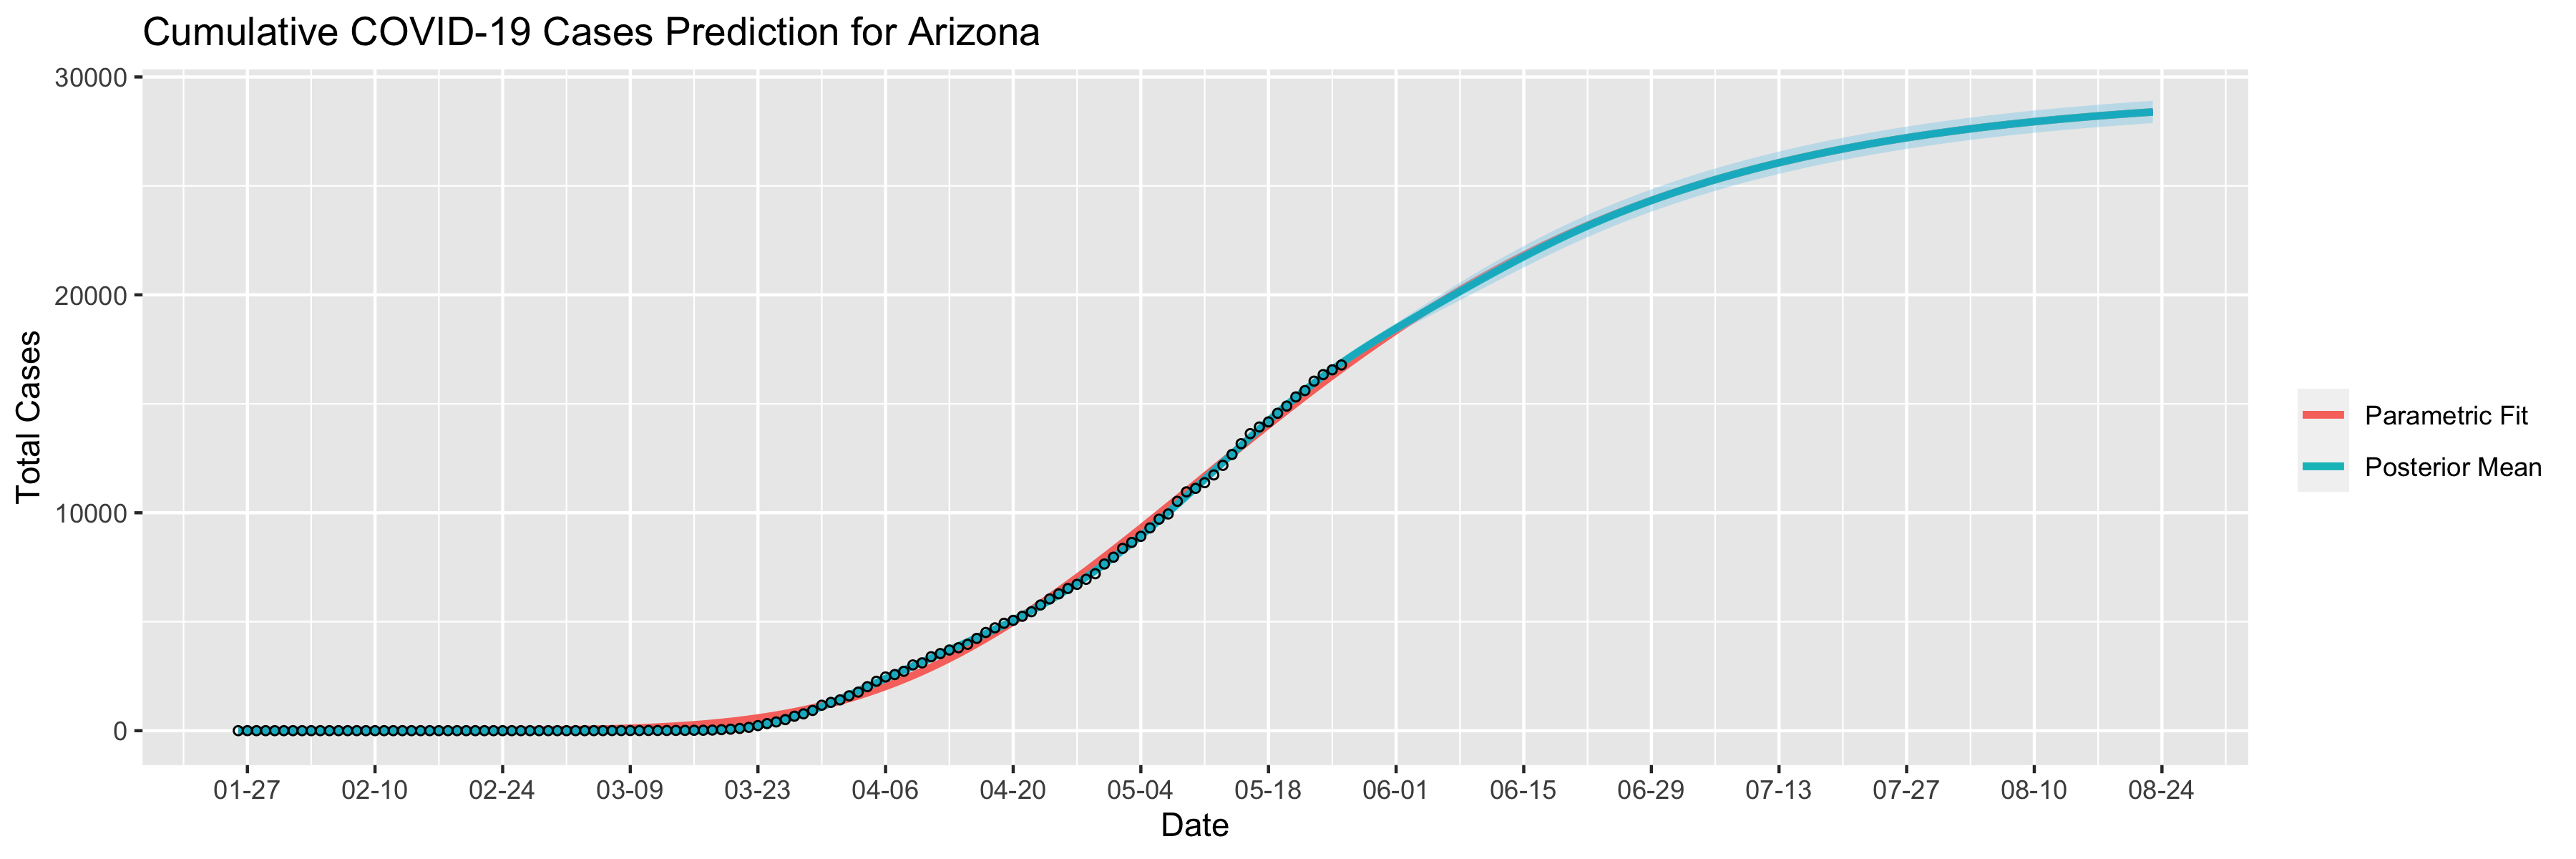 Cumulative COVID-19 Cases Prediction for Arizona
30000
20000
10000
0
Total Cases
01-27 02-10 02-24 03-09 03-23 04-06 04-20 05-04 05-18 06-01 06-15 06-29 07-13 07-27 08-10 08-24
Date
Parametric Fit
Posterior Mean